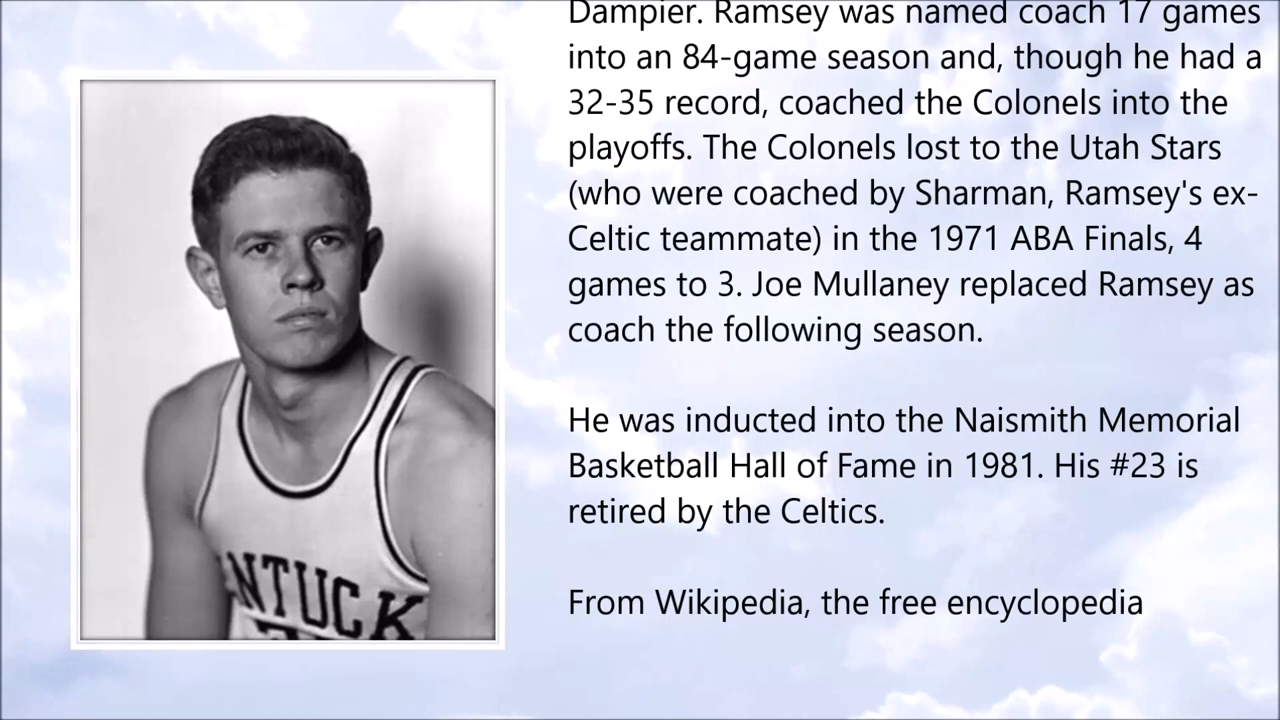 Dampier. Ramsey was named coach 17 games
into an 84-game season and, though he had a
32-35 record, coached the Colonels into the
playoffs. The Colonels lost to the Utah Stars
(who were coached by Sharman, Ramsey's ex-
Celtic teammate) in the 1971 ABA Finals, 4
games to 3. Joe Mullaney replaced Ramsey as
coach the following season.
He was inducted into the Naismith Memorial
Basketball Hall of Fame in 1981. His #23 is
retired by the Celtics.
From Wikipedia, the free encyclopedia
NTUCK